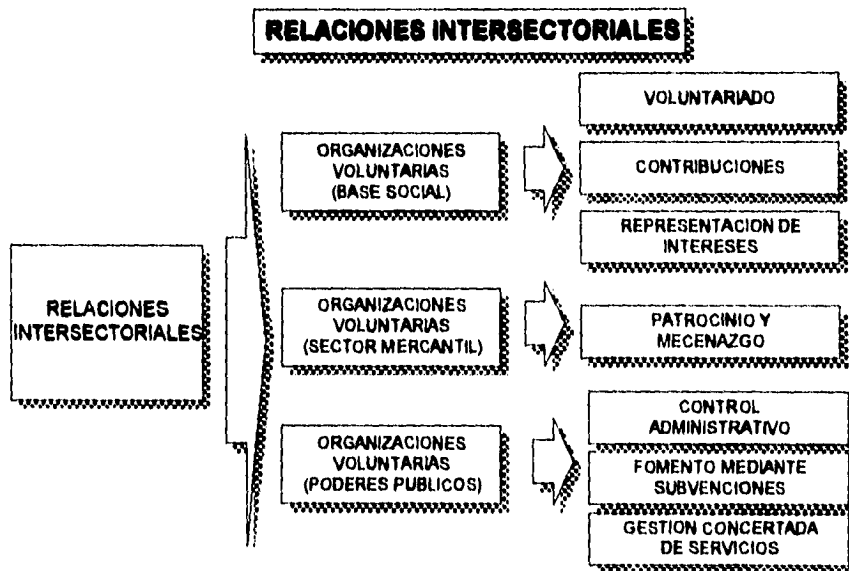 RELACIONES INTERSECTORIALES
RELACIONES
INTERSECTORIALES
ORGANIZACIONES
VOLUNTARIAS
(BASE SOCIAL)
VOLUNTARIADO
CONTRIBUCIONES
REPRESENTACION DE
INTERESES
ORGANIZACIONES
VOLUNTARIAS
(SECTOR MERCANTIL)
PATROCINIO Y
MECENAZGO
ORGANIZACIONES
VOLUNTARIAS
(PODERES PUBLICOS)
CONTROL
ADMINISTRATIVO
FOMENTO MEDIANTE
SUBVENCIONES
GESTION CONCERTADA
DE SERVICIOS